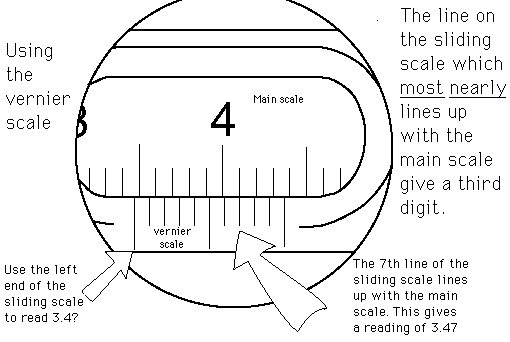 Using
the
vernier
scale
The line on
the sliding
scale which
most nearly
lines up
with the
main scale
give a third
digit.
3
4
Main scale
vernier
scale
Use the left
end of the
sliding scale
to read 3.4?
The 7th line of the
sliding scale lines
up with the main
scale. This gives
a reading of 3.47